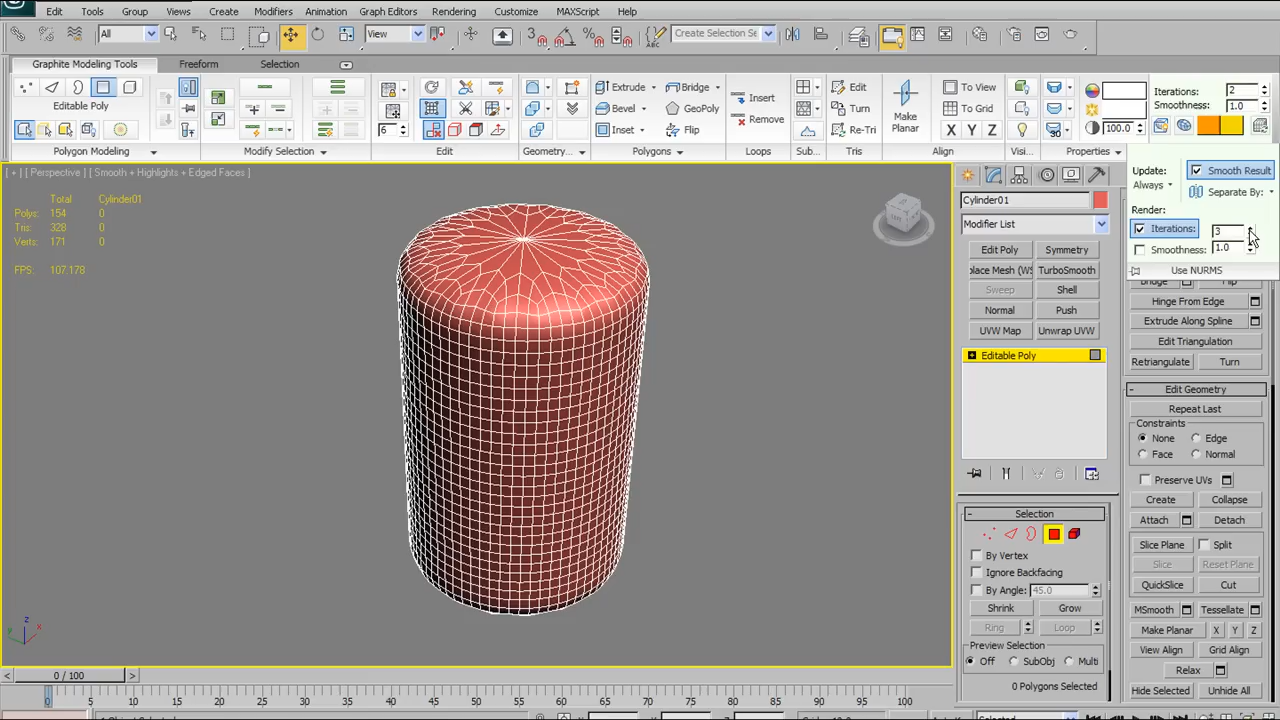 Edit Tools Group Views Create Modifiers Animation Graph Editors Rendering Customize MAXScript Help
All View 3 Create Selection Se
Graphite Modeling Tools Freeform Selection
Editable Poly
Polygon Modeling
Modify Selection
6
Edit
Geometry...
Extrude Bridge
Bevel GeoPoly
Inset Flip
Polygons
Insert
Remove
Loops
Sub...
Edit
Turn
Re-Tri
Tris
Make Planar
To View
To Grid
X Y Z
Align
30
Visi...
100.0
Properties
Iterations: 2
Smoothness: 1.0
Update:
Always
Smooth Result
Separate By:
Render:
Iterations: 3
Smoothness: 1.0
Use NURMS
[ + ] [ Perspective ] [ Smooth + Highlights + Edged Faces ]
Total Cylinder01
Polys: 154 0
Tris: 328 0
Verts: 171 0
FPS: 107.178
Cylinder01
Modifier List
Edit Poly Symmetry
place Mesh (WS TurboSmooth
Sweep Shell
Normal Push
UVW Map Unwrap UVW
Editable Poly
Selection
By Vertex
Ignore Backfacing
By Angle: 45.0
Shrink Grow
Ring Loop
Preview Selection
Off SubObj Multi
0 Polygons Selected
Bridge Flip
Hinge From Edge
Extrude Along Spline
Edit Triangulation
Retriangulate Turn
Edit Geometry
Repeat Last
Constraints
None Edge
Face Normal
Preserve UVs
Create Collapse
Attach Detach
Slice Plane Split
Slice Reset Plane
QuickSlice Cut
MSmooth Tessellate
Make Planar X Y Z
View Align Grid Align
Relax
Hide Selected Unhide All
z x y
< 0 / 100 >
0 5 10 15 20 25 30 35 40 45 50 55 60 65 70 75 80 85 90 95 100